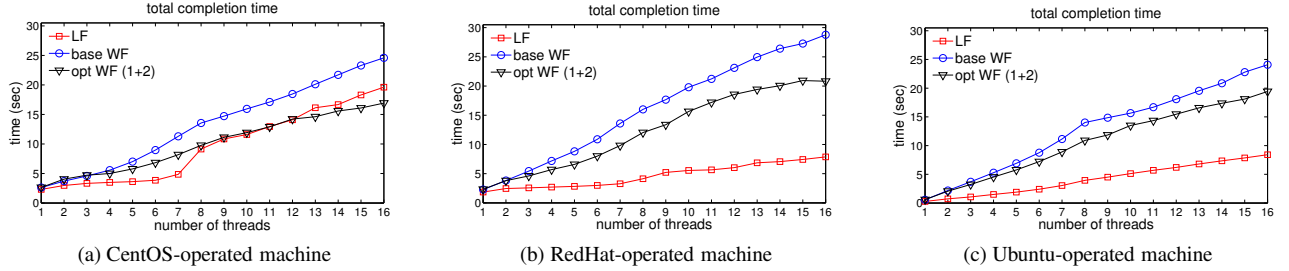 total completion time
30
25
20
15
10
5
0
time (sec)
LF
base WF
opt WF (1+2)
1 2 3 4 5 6 7 8 9 10 11 12 13 14 15 16
number of threads
(a) CentOS-operated machine
total completion time
30
25
20
15
10
5
0
time (sec)
LF
base WF
opt WF (1+2)
1 2 3 4 5 6 7 8 9 10 11 12 13 14 15 16
number of threads
(b) RedHat-operated machine
total completion time
30
25
20
15
10
5
0
time (sec)
LF
base WF
opt WF (1+2)
1 2 3 4 5 6 7 8 9 10 11 12 13 14 15 16
number of threads
(c) Ubuntu-operated machine